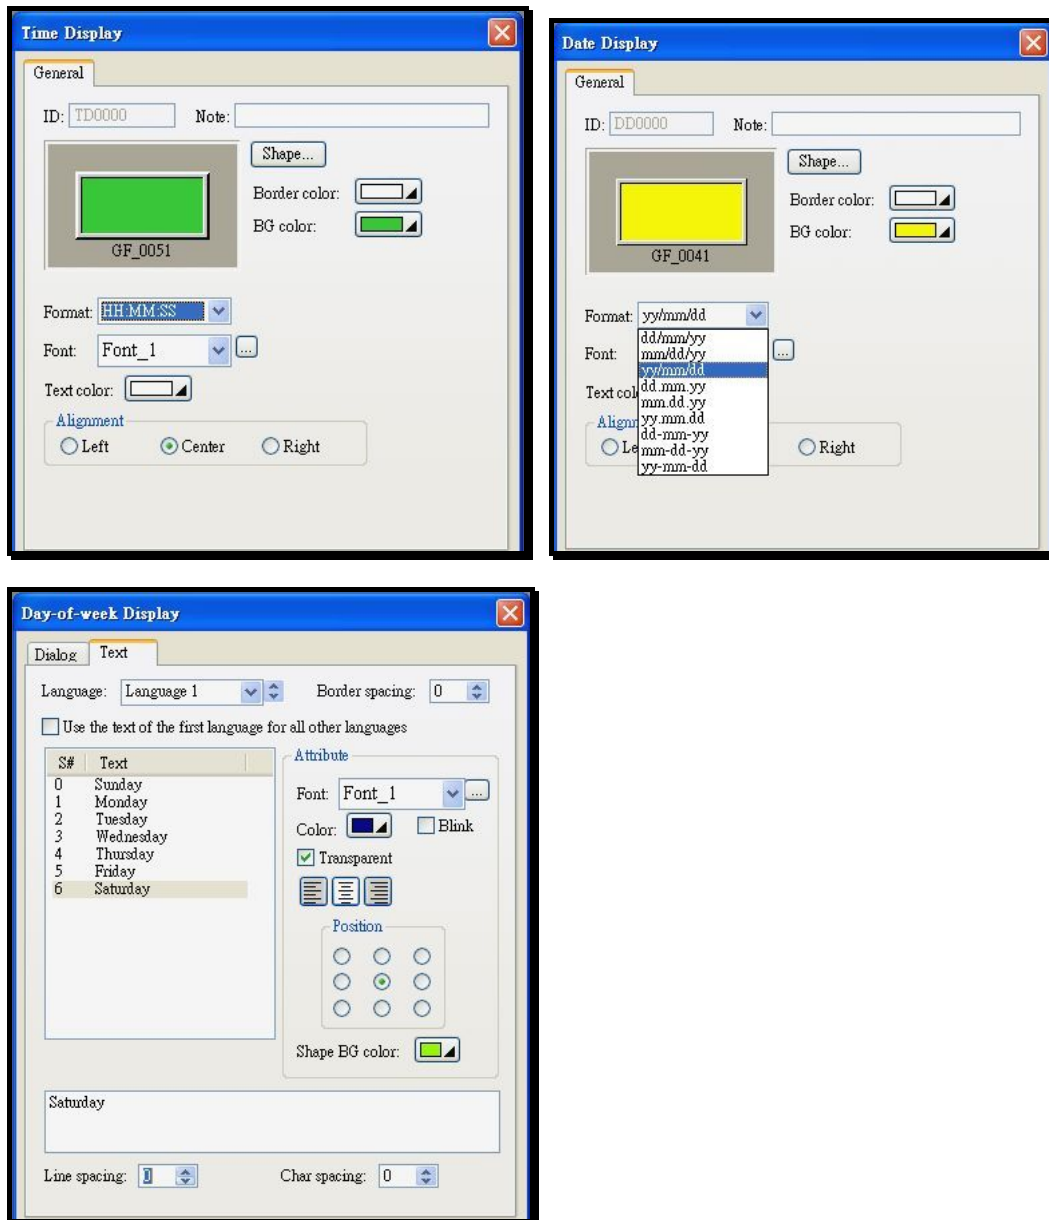 Time Display
General
ID: TD0000 Note:
Shape...
Border color:
BG color:
GF_0051
Format: HH:MM:SS
Font: Font_1 ...
Text color:
Alignment
Left Center Right
Date Display
General
ID: DD0000 Note:
Shape...
Border color:
BG color:
GF_0041
Format: yy/mm/dd
dd/mm/yy
Font: mm/dd/yy ...
yy/mm/dd
Text col dd.mm.yy
mm.dd.yy
Alignm yy.mm.dd
dd-mm-yy
Le mm-dd-yy Right
yy-mm-dd
Day-of-week Display
Dialog Text
Language: Language 1 Border spacing: 0
Use the text of the first language for all other languages
S# Text
0 Sunday
1 Monday
2 Tuesday
3 Wednesday
4 Thursday
5 Friday
6 Saturday
Attribute
Font: Font_1 ...
Color: Blink
Transparent
Position
Shape BG color:
Saturday
Line spacing: 0 Char spacing: 0